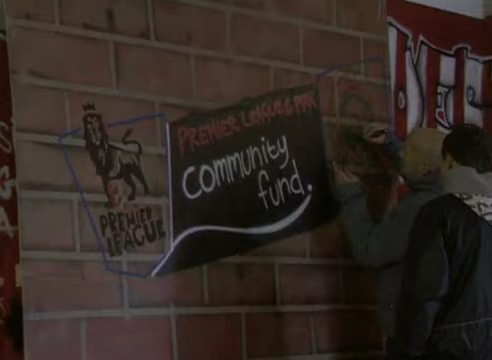 PREMIER LEAGUE & PFA
community
fund.
PREMIER
LEAGUE